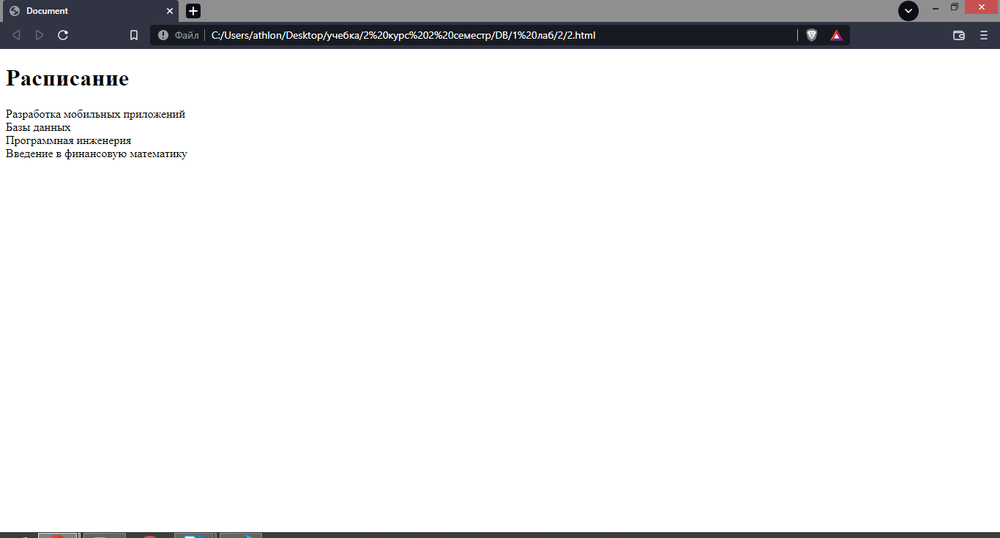 Document
Файл
C:/Users/athlon/Desktop/учебка/2%20курс%202%20семестр/DB/1%20лаб/2/2.html
Расписание
Разработка мобильных приложений
Базы данных
Программная инженерия
Введение в финансовую математику